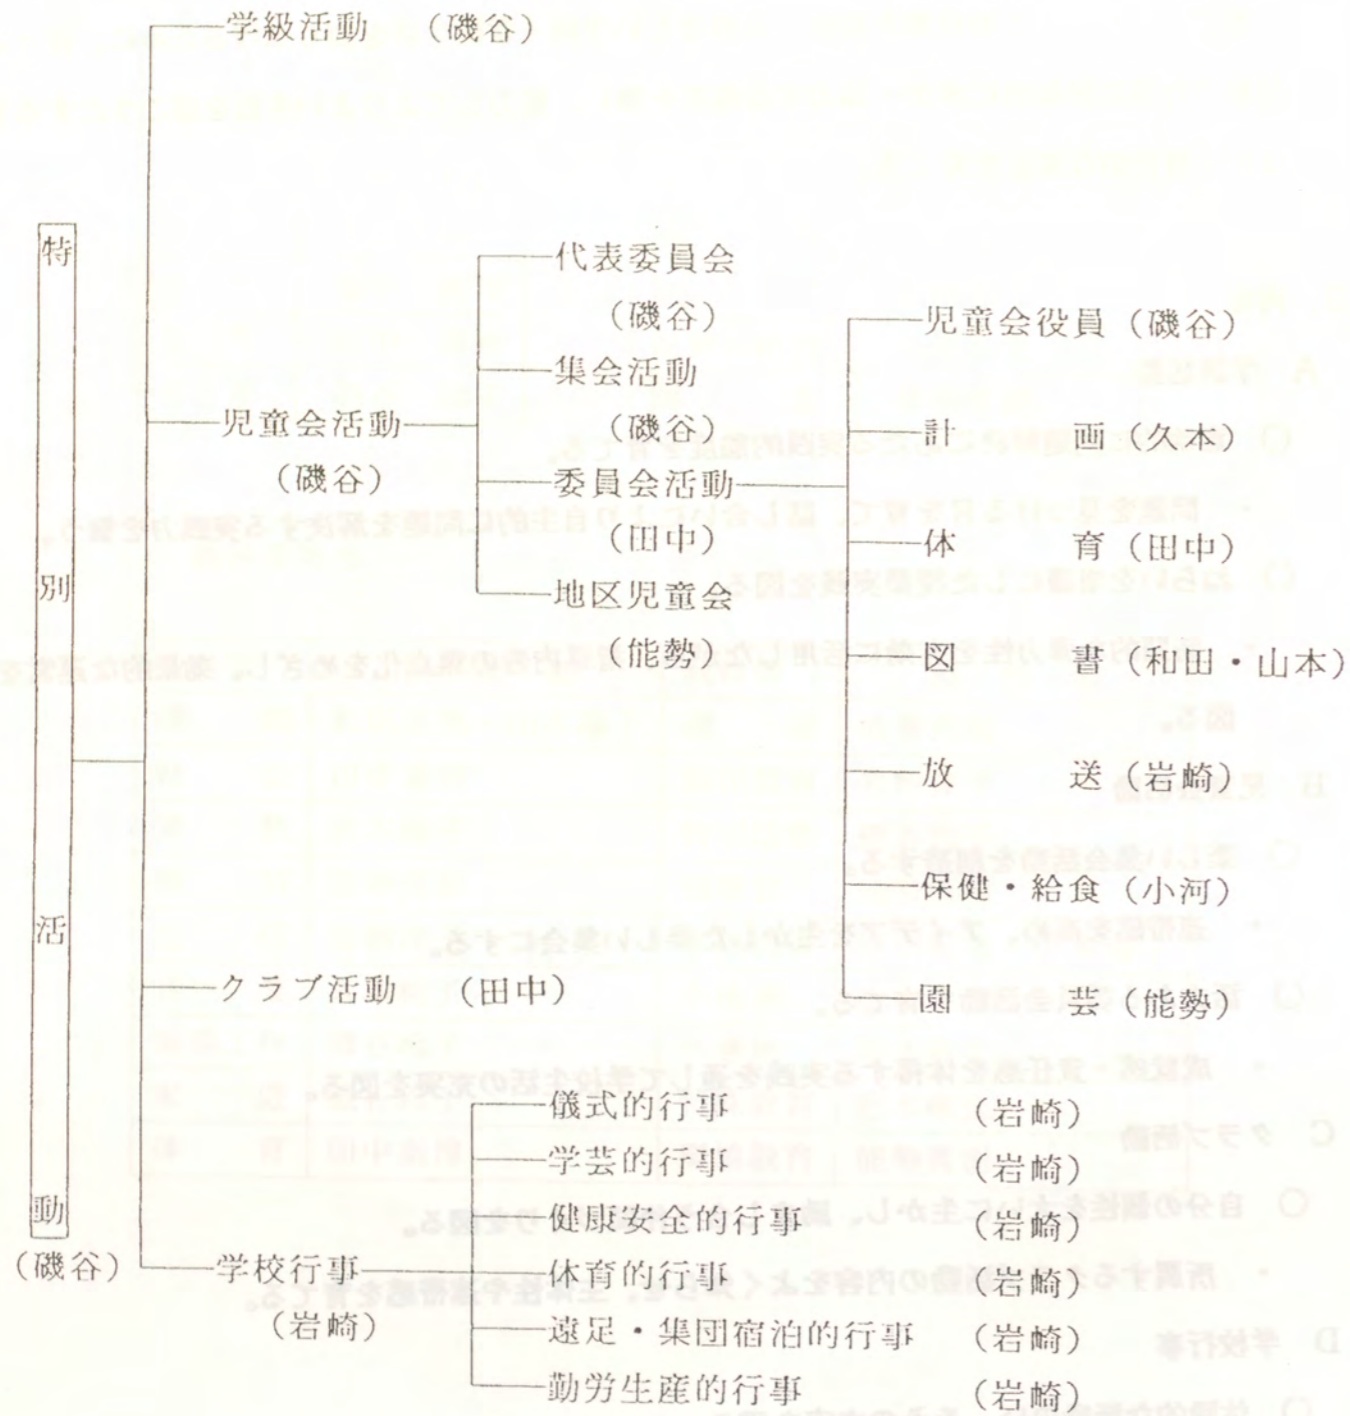 特別活動
(磯谷)
学級活動 (磯谷)
児童会活動
(磯谷)
代表委員会
(磯谷)
集会活動
(磯谷)
委員会活動
(田中)
地区児童会
(能勢)
児童会役員 (磯谷)
計画 (久本)
体育 (田中)
図書 (和田・山本)
放送 (岩崎)
保健・給食 (小河)
園芸 (能勢)
クラブ活動 (田中)
学校行事
(岩崎)
儀式的行事 (岩崎)
学芸的行事 (岩崎)
健康安全的行事 (岩崎)
体育的行事 (岩崎)
遠足・集団宿泊的行事 (岩崎)
勤労生産的行事 (岩崎)